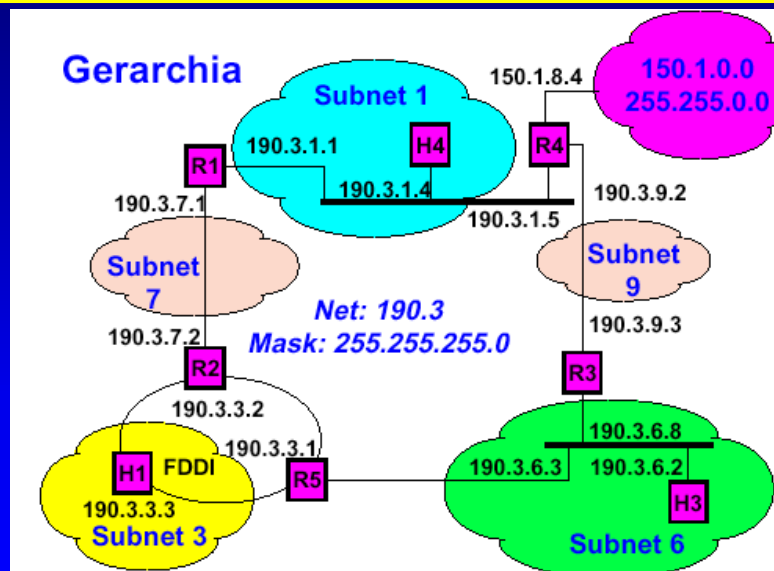 Gerarchia
150.1.8.4
150.1.0.0
255.255.0.0
Subnet 1
190.3.1.1
H4
R4
R1
190.3.1.4
190.3.9.2
190.3.7.1
190.3.1.5
Subnet
7
Subnet
9
Net: 190.3
Mask: 255.255.255.0
190.3.9.3
190.3.7.2
R2
R3
190.3.3.2
190.3.6.8
190.3.3.1
H1
FDDI
R5
190.3.6.3
190.3.6.2
190.3.3.3
H3
Subnet 3
Subnet 6